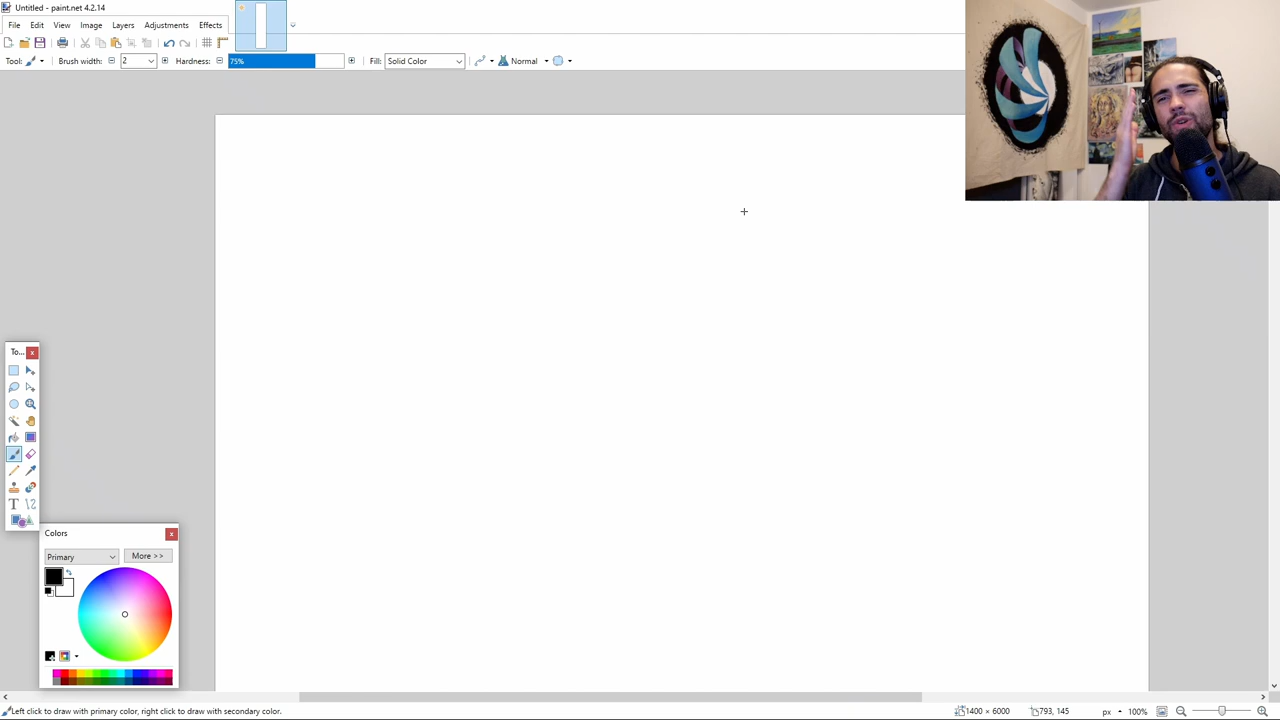 Untitled - paint.net 4.2.14
File Edit View Image Layers Adjustments Effects
Tool: Brush width: 2 Hardness: 75% Fill: Solid Color Normal
To...
Colors
Primary More >>
Left click to draw with primary color, right click to draw with secondary color. 1400 × 6000 793, 145 px 100%